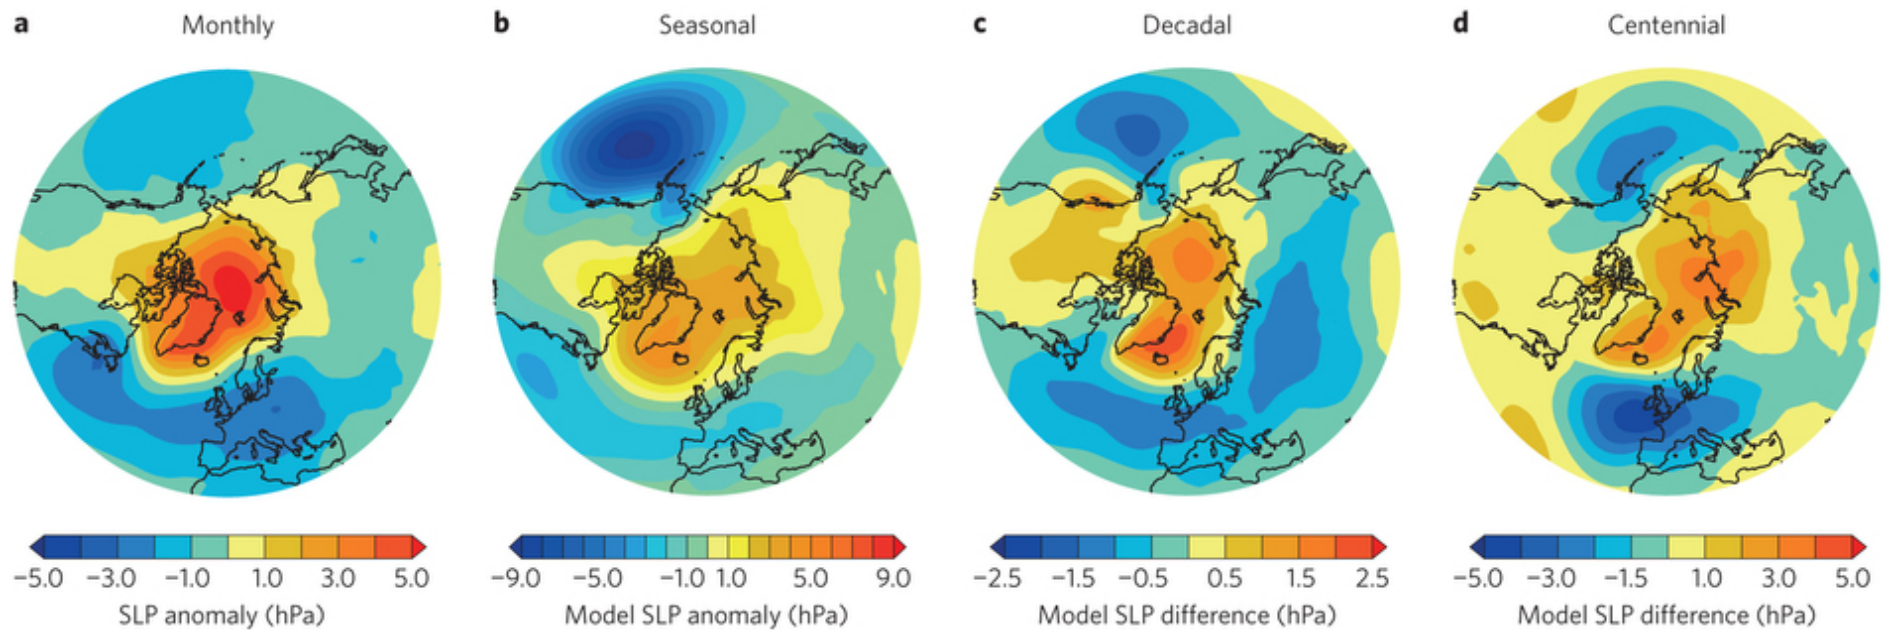 a Monthly
b Seasonal
c Decadal
d Centennial
−5.0 −3.0 −1.0 1.0 3.0 5.0
SLP anomaly (hPa)
−9.0 −5.0 −1.0 1.0 5.0 9.0
Model SLP anomaly (hPa)
−2.5 −1.5 −0.5 0.5 1.5 2.5
Model SLP difference (hPa)
−5.0 −3.0 −1.5 1.0 3.0 5.0
Model SLP difference (hPa)